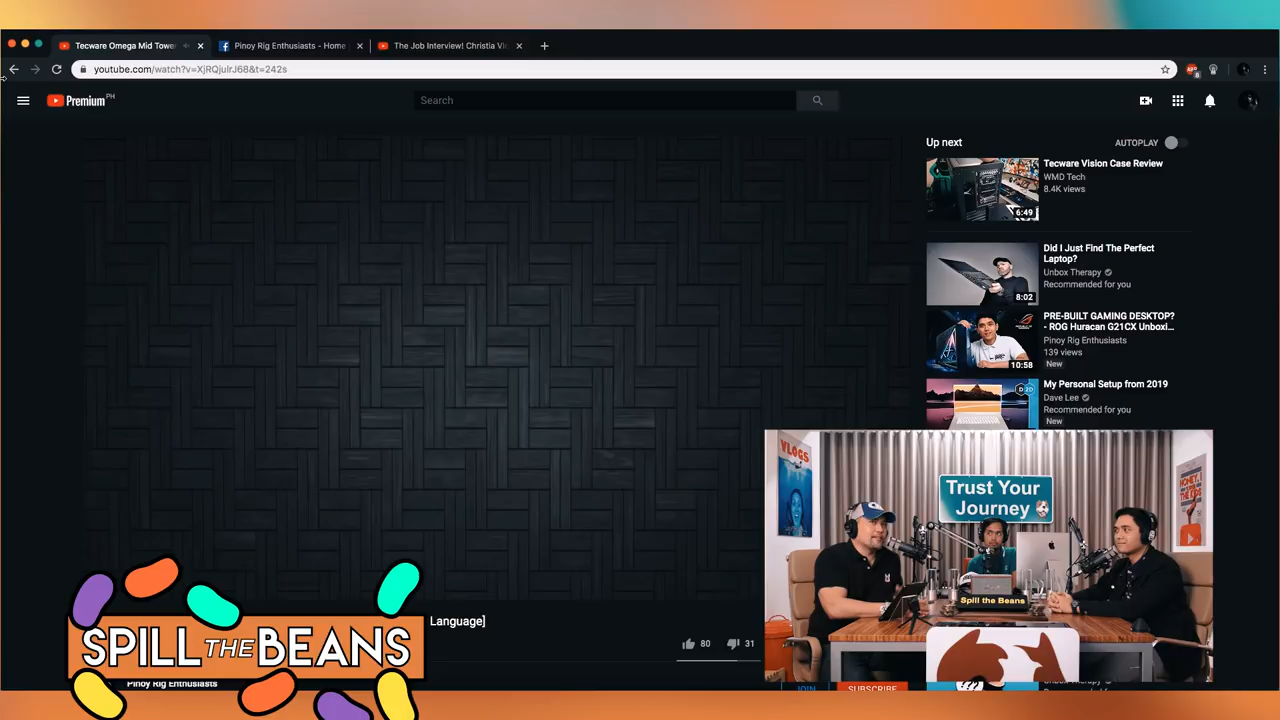 Tecware Omega Mid Tower
Pinoy Rig Enthusiasts - Home
The Job Interview! Christia Vl
youtube.com/watch?v=XjRQjulrJ68&t=242s
Premium PH
Search
Up next
AUTOPLAY
Tecware Vision Case Review
WMD Tech
8.4K views
6:49
Did I Just Find The Perfect
Laptop?
Unbox Therapy
Recommended for you
8:02
PRE-BUILT GAMING DESKTOP?
- ROG Huracan G21CX Unboxi...
Pinoy Rig Enthusiasts
139 views
New
10:58
My Personal Setup from 2019
Dave Lee
Recommended for you
New
VLOGS
Trust Your
Journey
Spill the Beans
Language]
80
31
SPILL THE BEANS
Pinoy Rig Enthusiasts
JOIN
SUBSCRIBE
Unbox Therapy